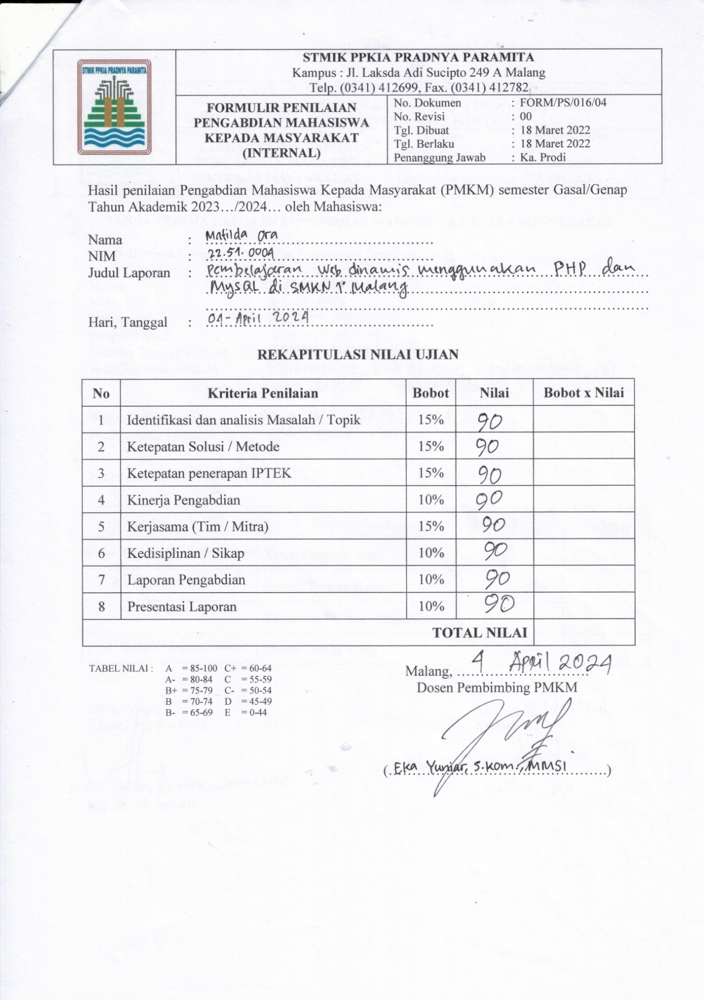 STMIK PPKIA PRADNYA PARAMITA
STMIK PPKIA PRADNYA PARAMITA
Kampus : Jl. Laksda Adi Sucipto 249 A Malang
Telp. (0341) 412699, Fax. (0341) 412782
FORMULIR PENILAIAN
PENGABDIAN MAHASISWA
KEPADA MASYARAKAT
(INTERNAL)
No. Dokumen : FORM/PS/016/04
No. Revisi : 00
Tgl. Dibuat : 18 Maret 2022
Tgl. Berlaku : 18 Maret 2022
Penanggung Jawab : Ka. Prodi
Hasil penilaian Pengabdian Mahasiswa Kepada Masyarakat (PMKM) semester Gasal/Genap
Tahun Akademik 2023…/2024… oleh Mahasiswa:
Nama : Matilda Ora
NIM : 22.51.0004
Judul Laporan : Pembelajaran Web dinamis menggunakan PHP dan
MySQL di SMKN 1 Malang
Hari, Tanggal : 04 - April 2024
REKAPITULASI NILAI UJIAN
No Kriteria Penilaian Bobot Nilai Bobot x Nilai
1 Identifikasi dan analisis Masalah / Topik 15% 90
2 Ketepatan Solusi / Metode 15% 90
3 Ketepatan penerapan IPTEK 15% 90
4 Kinerja Pengabdian 10% 90
5 Kerjasama (Tim / Mitra) 15% 90
6 Kedisiplinan / Sikap 10% 90
7 Laporan Pengabdian 10% 90
8 Presentasi Laporan 10% 90
TOTAL NILAI
TABEL NILAI : A = 85-100 C+ = 60-64
A- = 80-84 C = 55-59
B+ = 75-79 C- = 50-54
B = 70-74 D = 45-49
B- = 65-69 E = 0-44
Malang, 4 April 2024
Dosen Pembimbing PMKM
(Eka Yuniar, S.Kom., MMSI)